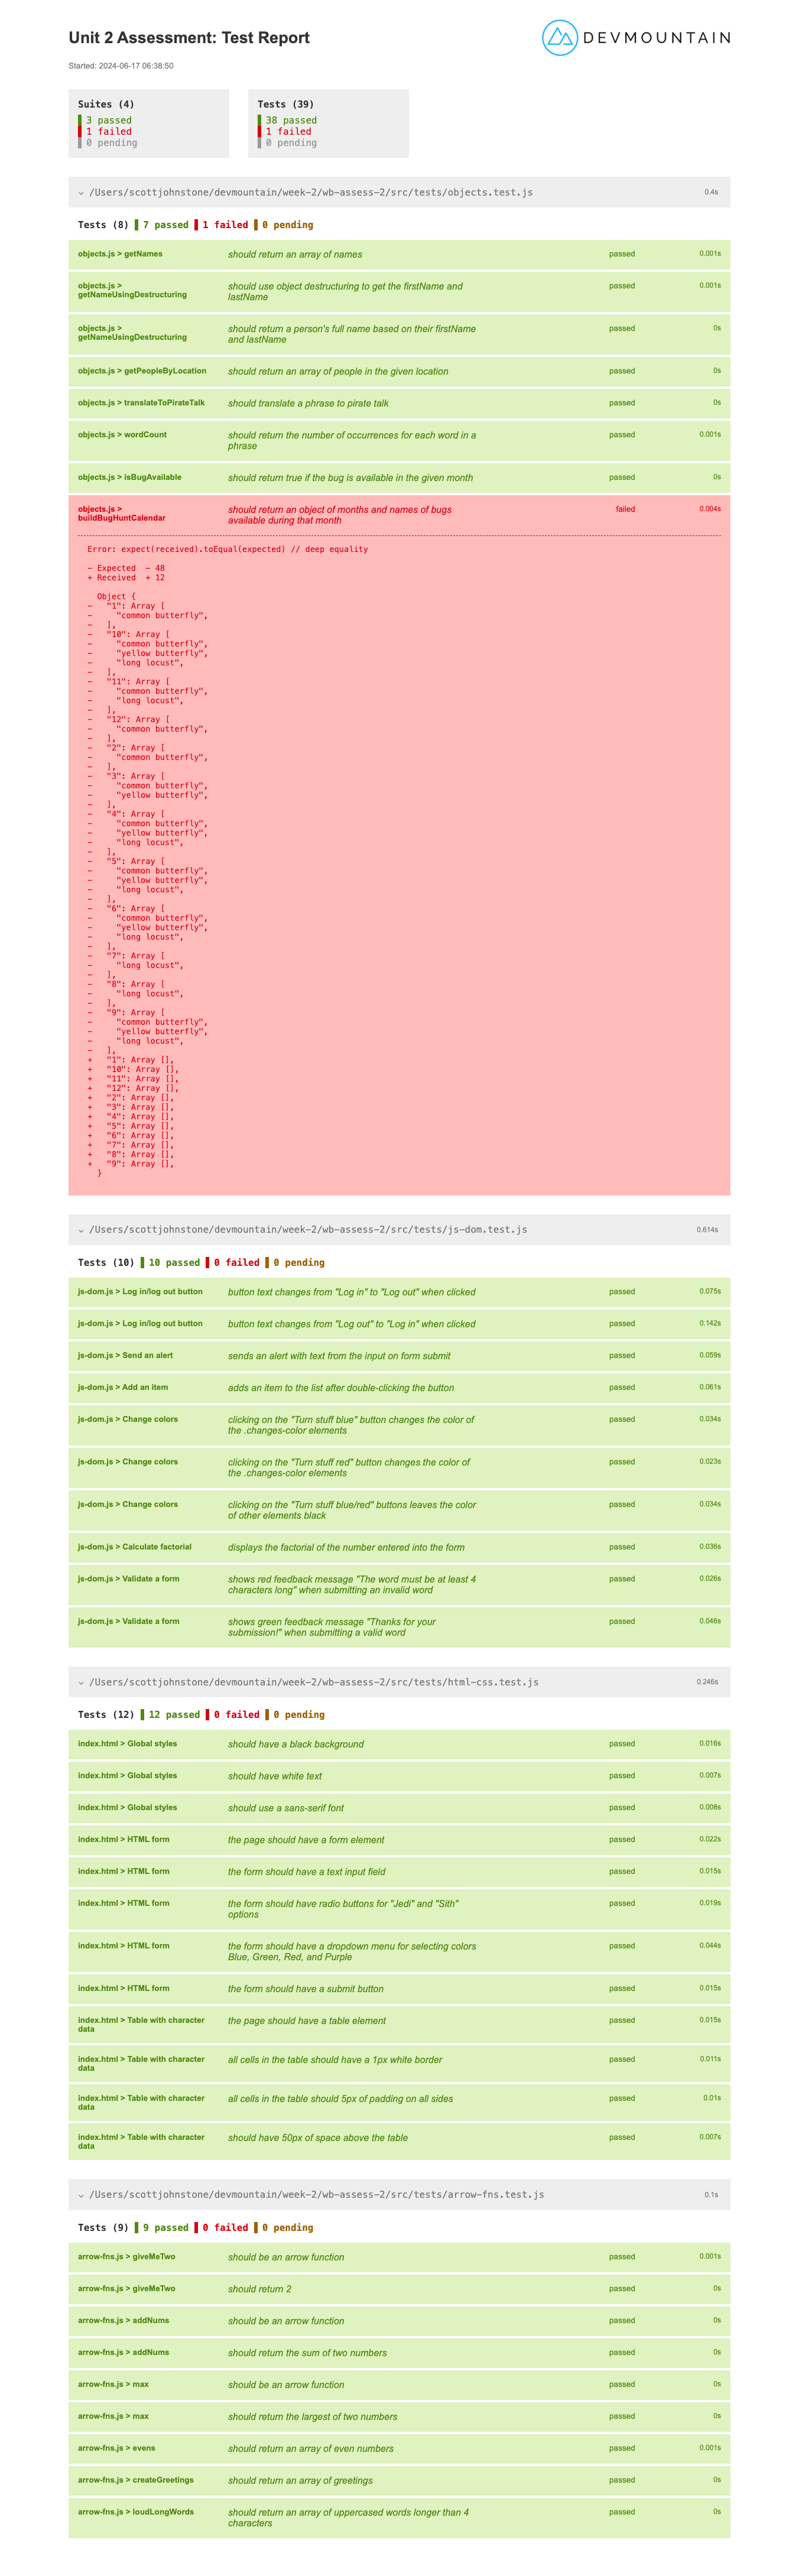 Unit 2 Assessment: Test Report
DEVMOUNTAIN
Started: 2024-06-17 06:38:50
Suites (4)
3 passed
1 failed
0 pending
Tests (39)
38 passed
1 failed
0 pending
/Users/scottjohnstone/devmountain/week-2/wb-assess-2/src/tests/objects.test.js 0.4s
Tests (8) 7 passed 1 failed 0 pending
objects.js > getNames should return an array of names passed 0.001s
objects.js > should use object destructuring to get the firstName and passed 0.001s
getNameUsingDestructuring lastName
objects.js > should return a person's full name based on their firstName passed 0s
getNameUsingDestructuring and lastName
objects.js > getPeopleByLocation should return an array of people in the given location passed 0s
objects.js > translateToPirateTalk should translate a phrase to pirate talk passed 0s
objects.js > wordCount should return the number of occurrences for each word in a passed 0.001s
phrase
objects.js > isBugAvailable should return true if the bug is available in the given month passed 0s
objects.js > should return an object of months and names of bugs failed 0.004s
buildBugHuntCalendar available during that month
Error: expect(received).toEqual(expected) // deep equality
- Expected - 48
+ Received + 12
Object {
- "1": Array [
- "common butterfly",
- ],
- "10": Array [
- "common butterfly",
- "yellow butterfly",
- "long locust",
- ],
- "11": Array [
- "common butterfly",
- "long locust",
- ],
- "12": Array [
- "common butterfly",
- ],
- "2": Array [
- "common butterfly",
- ],
- "3": Array [
- "common butterfly",
- "yellow butterfly",
- ],
- "4": Array [
- "common butterfly",
- "yellow butterfly",
- "long locust",
- ],
- "5": Array [
- "common butterfly",
- "yellow butterfly",
- "long locust",
- ],
- "6": Array [
- "common butterfly",
- "yellow butterfly",
- "long locust",
- ],
- "7": Array [
- "long locust",
- ],
- "8": Array [
- "long locust",
- ],
- "9": Array [
- "common butterfly",
- "yellow butterfly",
- "long locust",
- ],
+ "1": Array [],
+ "10": Array [],
+ "11": Array [],
+ "12": Array [],
+ "2": Array [],
+ "3": Array [],
+ "4": Array [],
+ "5": Array [],
+ "6": Array [],
+ "7": Array [],
+ "8": Array [],
+ "9": Array [],
}
/Users/scottjohnstone/devmountain/week-2/wb-assess-2/src/tests/js-dom.test.js 0.614s
Tests (10) 10 passed 0 failed 0 pending
js-dom.js > Log in/log out button button text changes from "Log in" to "Log out" when clicked passed 0.075s
js-dom.js > Log in/log out button button text changes from "Log out" to "Log in" when clicked passed 0.142s
js-dom.js > Send an alert sends an alert with text from the input on form submit passed 0.059s
js-dom.js > Add an item adds an item to the list after double-clicking the button passed 0.061s
js-dom.js > Change colors clicking on the "Turn stuff blue" button changes the color of passed 0.034s
the .changes-color elements
js-dom.js > Change colors clicking on the "Turn stuff red" button changes the color of passed 0.023s
the .changes-color elements
js-dom.js > Change colors clicking on the "Turn stuff blue/red" buttons leaves the color passed 0.034s
of other elements black
js-dom.js > Calculate factorial displays the factorial of the number entered into the form passed 0.036s
js-dom.js > Validate a form shows red feedback message "The word must be at least 4 passed 0.026s
characters long" when submitting an invalid word
js-dom.js > Validate a form shows green feedback message "Thanks for your passed 0.046s
submission!" when submitting a valid word
/Users/scottjohnstone/devmountain/week-2/wb-assess-2/src/tests/html-css.test.js 0.246s
Tests (12) 12 passed 0 failed 0 pending
index.html > Global styles should have a black background passed 0.016s
index.html > Global styles should have white text passed 0.007s
index.html > Global styles should use a sans-serif font passed 0.008s
index.html > HTML form the page should have a form element passed 0.022s
index.html > HTML form the form should have a text input field passed 0.015s
index.html > HTML form the form should have radio buttons for "Jedi" and "Sith" passed 0.019s
options
index.html > HTML form the form should have a dropdown menu for selecting colors passed 0.044s
Blue, Green, Red, and Purple
index.html > HTML form the form should have a submit button passed 0.015s
index.html > Table with character the page should have a table element passed 0.015s
data
index.html > Table with character all cells in the table should have a 1px white border passed 0.011s
data
index.html > Table with character all cells in the table should 5px of padding on all sides passed 0.01s
data
index.html > Table with character should have 50px of space above the table passed 0.007s
data
/Users/scottjohnstone/devmountain/week-2/wb-assess-2/src/tests/arrow-fns.test.js 0.1s
Tests (9) 9 passed 0 failed 0 pending
arrow-fns.js > giveMeTwo should be an arrow function passed 0.001s
arrow-fns.js > giveMeTwo should return 2 passed 0s
arrow-fns.js > addNums should be an arrow function passed 0s
arrow-fns.js > addNums should return the sum of two numbers passed 0s
arrow-fns.js > max should be an arrow function passed 0s
arrow-fns.js > max should return the largest of two numbers passed 0s
arrow-fns.js > evens should return an array of even numbers passed 0.001s
arrow-fns.js > createGreetings should return an array of greetings passed 0s
arrow-fns.js > loudLongWords should return an array of uppercased words longer than 4 passed 0s
characters